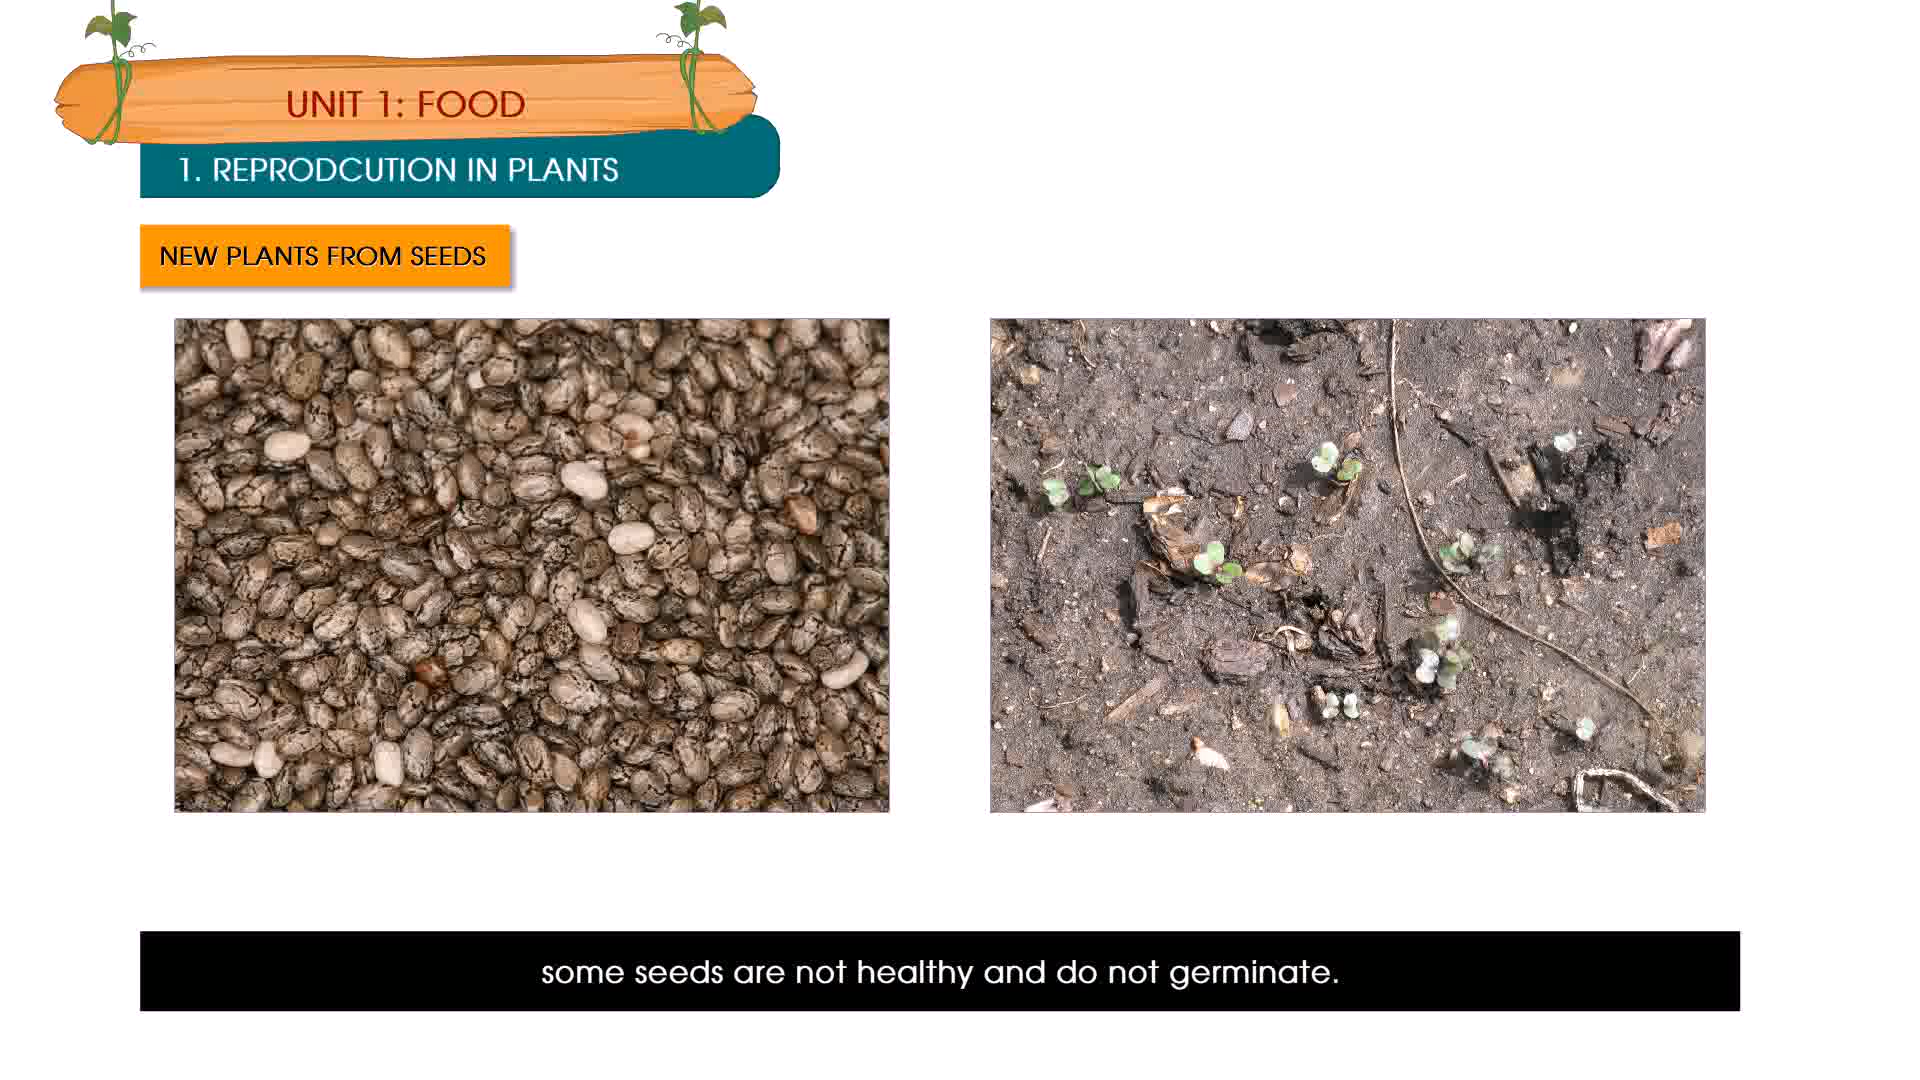 UNIT 1: FOOD
1. REPRODCUTION IN PLANTS
NEW PLANTS FROM SEEDS
some seeds are not healthy and do not germinate.